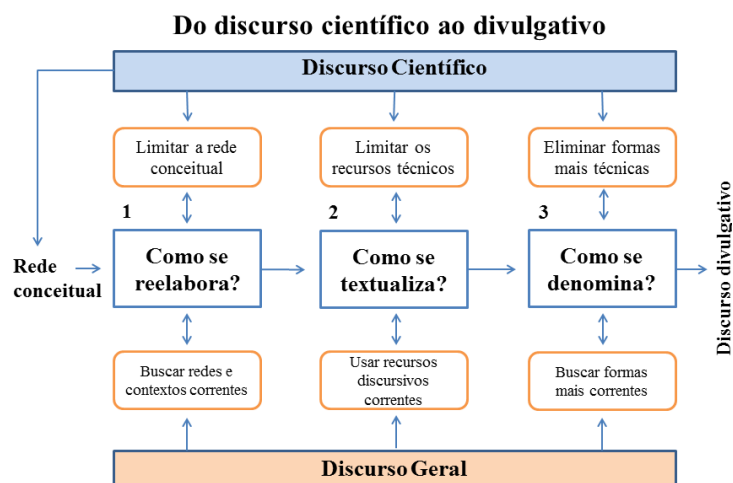 Do discurso científico ao divulgativo
Discurso Científico
Limitar a rede
conceitual
Limitar os
recursos técnicos
Eliminar formas
mais técnicas
1
2
3
Rede
conceitual
Como se
reelabora?
Como se
textualiza?
Como se
denomina?
Discurso divulgativo
Buscar redes e
contextos correntes
Usar recursos
discursivos
correntes
Buscar formas
mais correntes
Discurso Geral